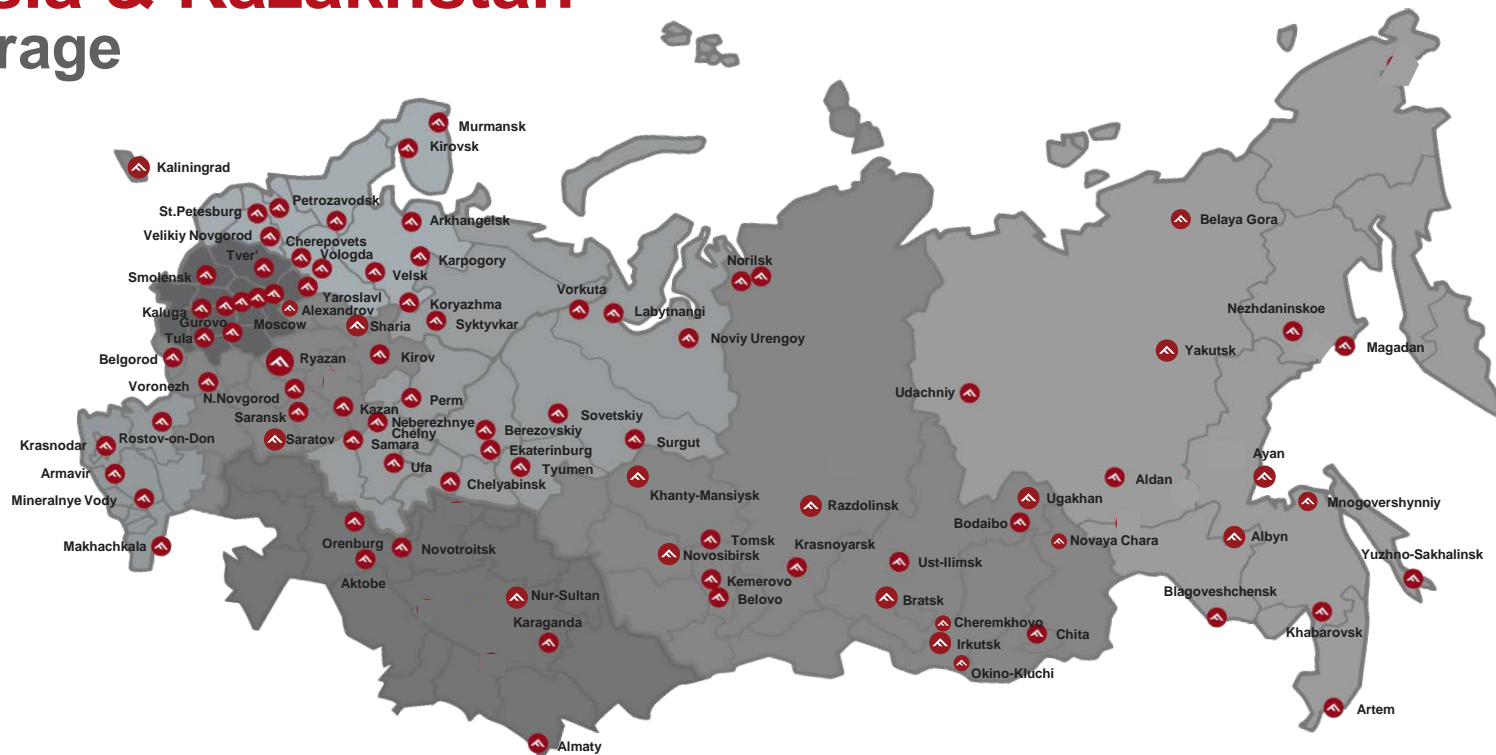 & Kazakhstan
Murmansk
Kirovsk
Kaliningrad
Petrozavodsk
St.Petesburg
Arkhangelsk
Belaya Gora
Velikiy Novgorod
Cherepovets
Tver'
Vologda
Karpogory
Norilsk
Smolensk
Velsk
Vorkuta
Yaroslavl
Koryazhma
Labytnangi
Nezhdaninskoe
Kaluga
Alexandrov
Gurovo
Moscow
Sharia
Syktyvkar
Tula
Noviy Urengoy
Yakutsk
Magadan
Belgorod
Ryazan
Kirov
Voronezh
Udachniy
N.Novgorod
Perm
Kazan
Saransk
Neberezhnye
Chelny
Sovetskiy
Berezovskiy
Krasnodar
Rostov-on-Don
Saratov
Samara
Surgut
Ekaterinburg
Ayan
Armavir
Ufa
Tyumen
Chelyabinsk
Aldan
Mineralnye Vody
Khanty-Mansiysk
Ugakhan
Mnogovershynniy
Razdolinsk
Bodaibo
Makhachkala
Orenburg
Novotroitsk
Tomsk
Krasnoyarsk
Novaya Chara
Albyn
Novosibirsk
Yuzhno-Sakhalinsk
Ust-Ilimsk
Aktobe
Kemerovo
Nur-Sultan
Belovo
Bratsk
Blagoveshchensk
Karaganda
Cheremkhovo
Chita
Khabarovsk
Irkutsk
Okino-Kluchi
Artem
Almaty